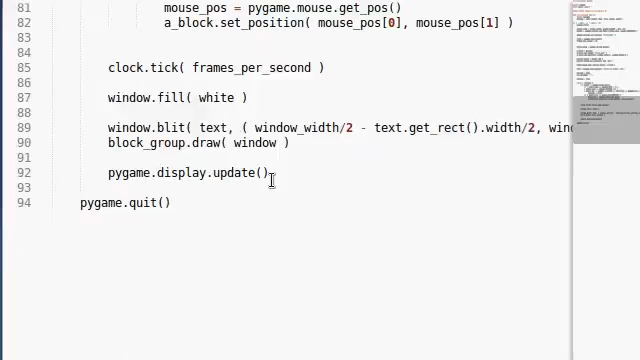 81 mouse_pos = pygame.mouse.get_pos()
82 a_block.set_position( mouse_pos[0], mouse_pos[1] )
83
84
85 clock.tick( frames_per_second )
86
87 window.fill( white )
88
89 window.blit( text, ( window_width/2 - text.get_rect().width/2, wind
90 block_group.draw( window )
91
92 pygame.display.update()
93
94 pygame.quit()